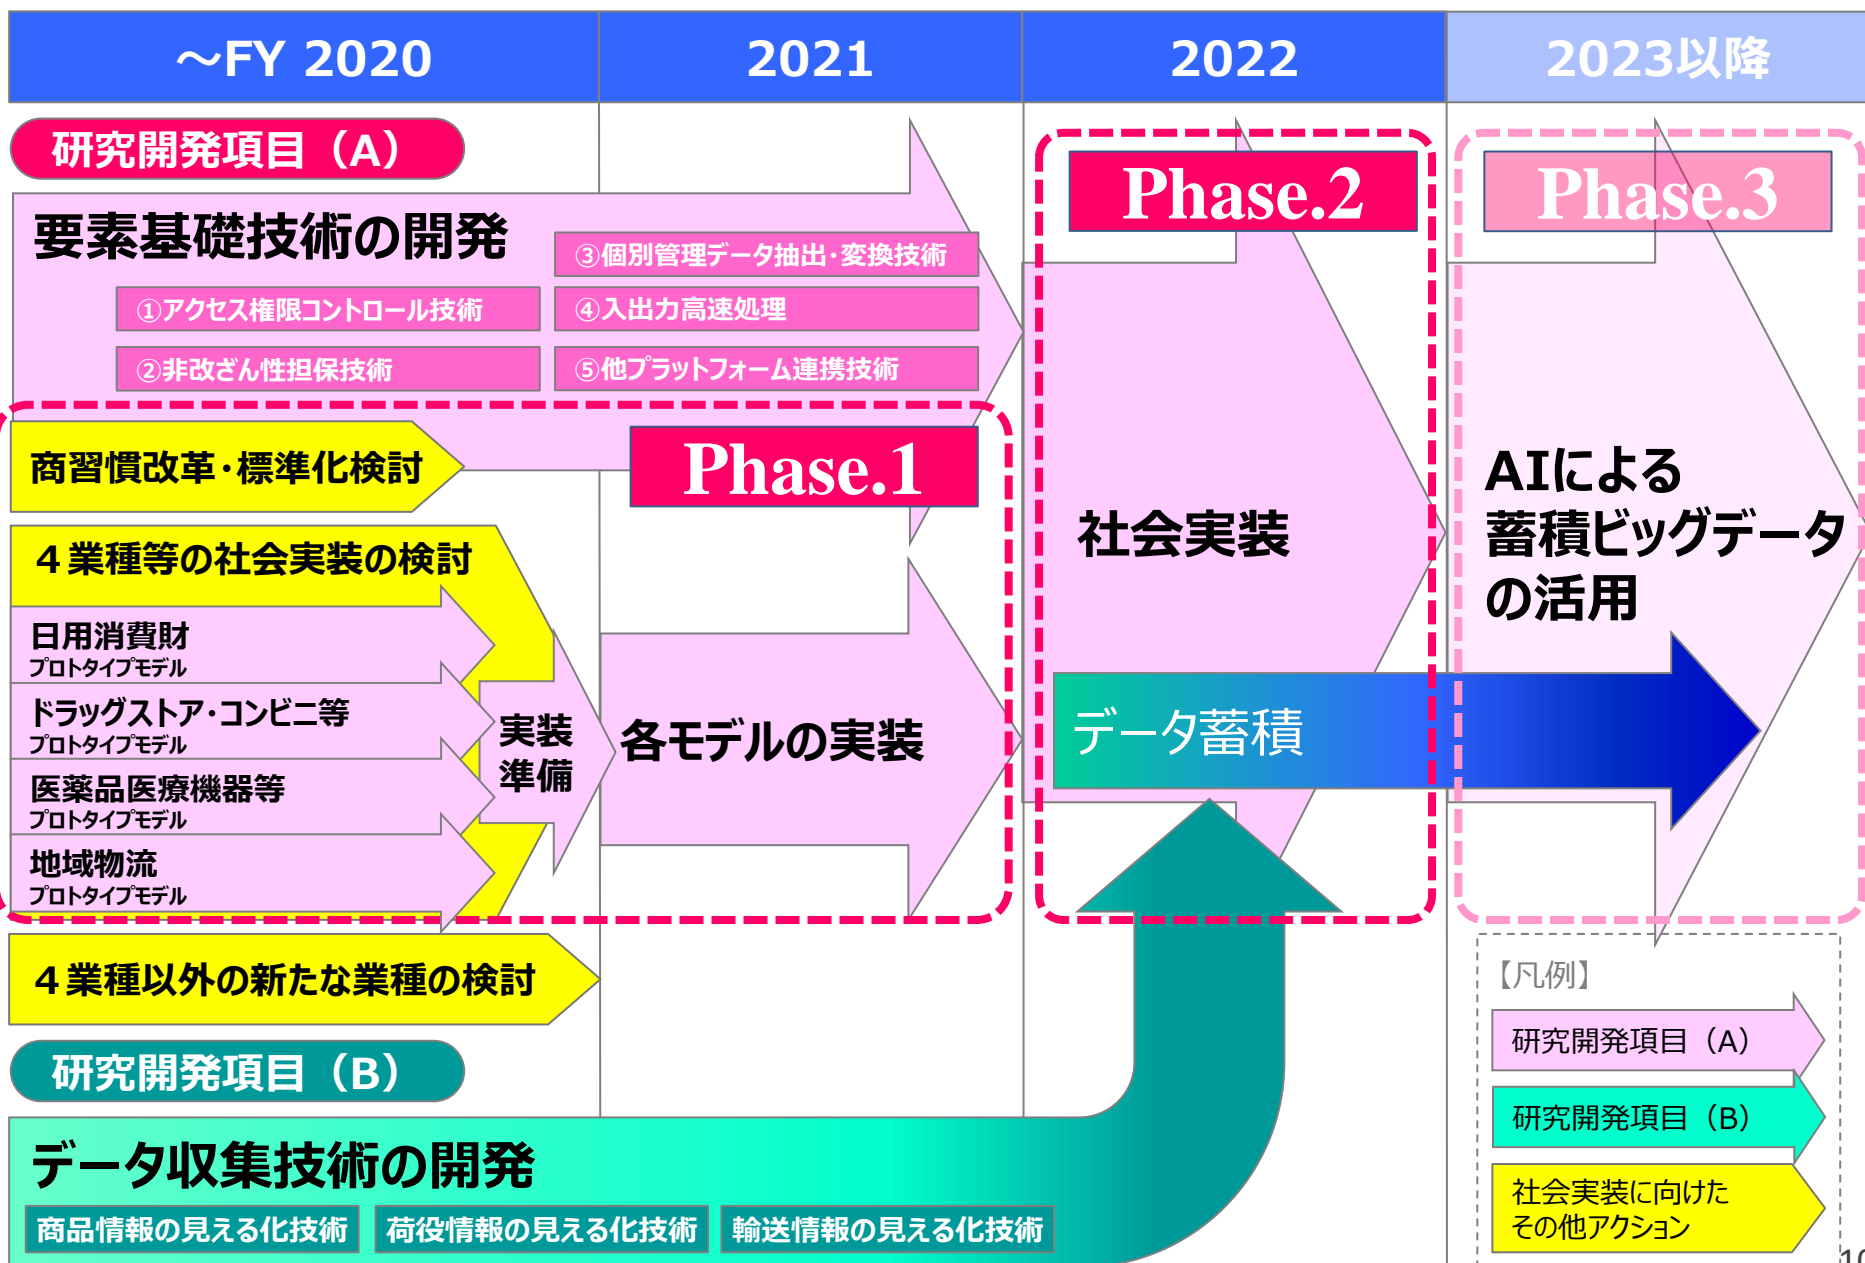 ～FY 2020
2021
2022
2023以降
研究開発項目（A）
要素基礎技術の開発
①アクセス権限コントロール技術
②非改ざん性担保技術
③個別管理データ抽出・変換技術
④入出力高速処理
⑤他プラットフォーム連携技術
Phase.1
Phase.2
Phase.3
商習慣改革・標準化検討
４業種等の社会実装の検討
日用消費財
プロトタイプモデル
ドラッグストア・コンビニ等
プロトタイプモデル
医薬品医療機器等
プロトタイプモデル
地域物流
プロトタイプモデル
実装
準備
各モデルの実装
社会実装
AIによる
蓄積ビッグデータ
の活用
データ蓄積
４業種以外の新たな業種の検討
研究開発項目（B）
データ収集技術の開発
商品情報の見える化技術
荷役情報の見える化技術
輸送情報の見える化技術
【凡例】
研究開発項目（A）
研究開発項目（B）
社会実装に向けた
その他アクション